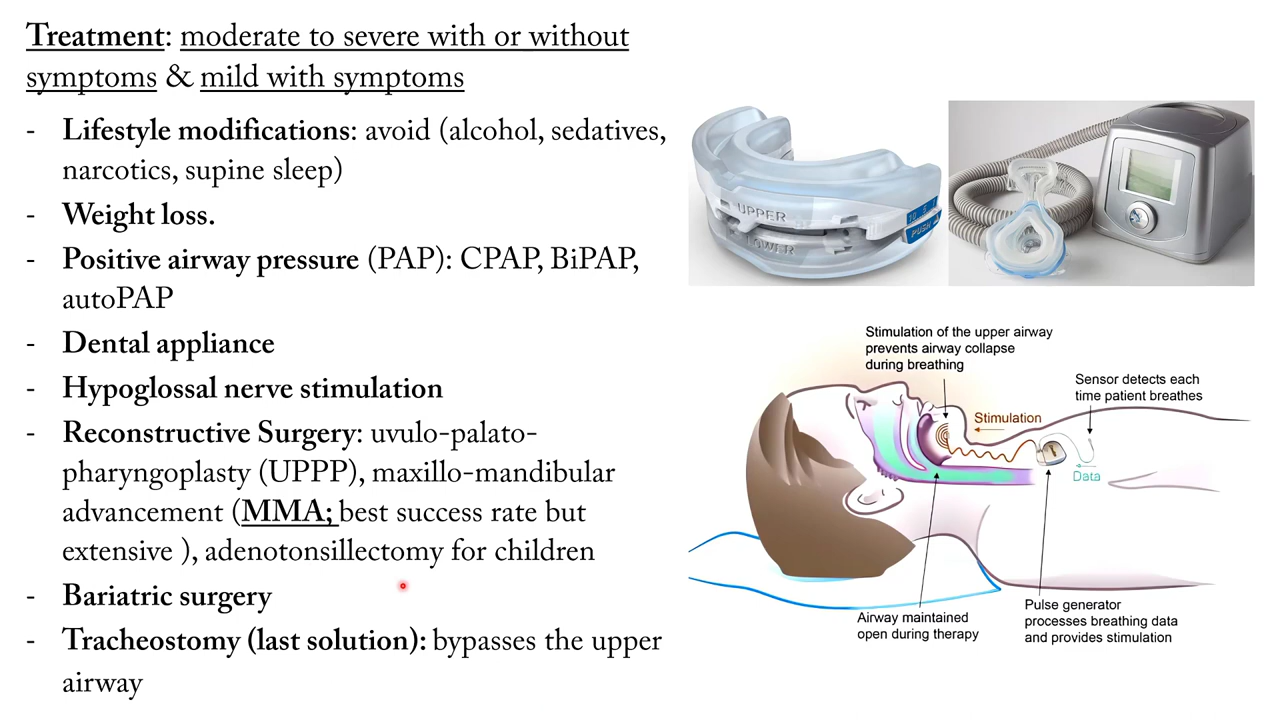 Treatment: moderate to severe with or without
symptoms & mild with symptoms
- Lifestyle modifications: avoid (alcohol, sedatives,
narcotics, supine sleep)
- Weight loss.
- Positive airway pressure (PAP): CPAP, BiPAP,
autoPAP
- Dental appliance
- Hypoglossal nerve stimulation
- Reconstructive Surgery: uvulo-palato-
pharyngoplasty (UPPP), maxillo-mandibular
advancement (MMA; best success rate but
extensive ), adenotonsillectomy for children
- Bariatric surgery
- Tracheostomy (last solution): bypasses the upper
airway
UPPER
LOWER
PUSH
Stimulation of the upper airway
prevents airway collapse
during breathing
Sensor detects each
time patient breathes
Stimulation
Data
Airway maintained
open during therapy
Pulse generator
processes breathing data
and provides stimulation